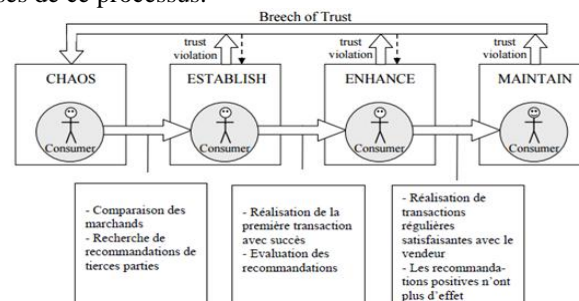 ses de ce processus.
Breech of Trust
trust violation
trust violation
trust violation
CHAOS
ESTABLISH
ENHANCE
MAINTAIN
Consumer
Consumer
Consumer
Consumer
- Comparaison des
marchands
- Recherche de
recommandations de
tierces parties
- Réalisation de la
première transaction
avec succès
- Evaluation des
recommandations
- Réalisation de
transactions
régulières
satisfaisantes avec le
vendeur
- Les recommanda-
tions positives n'ont
plus d'effet